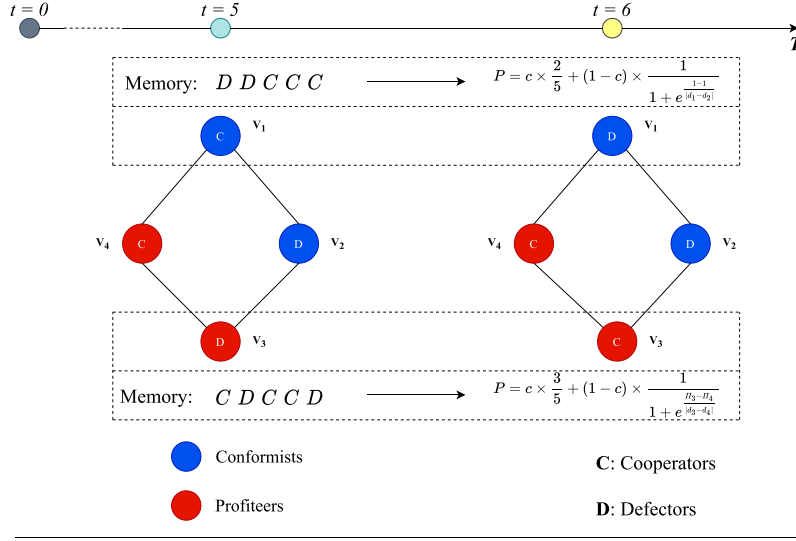 t = 0 t = 5 t = 6
T
Memory: D D C C C P = c × 2/5 + (1 − c) × 1/(1 + e^((1−1)/|d₁−d₂|))
C v₁ D v₁
v₄ C D v₂ v₄ C D v₂
D v₃ C v₃
Memory: C D C C D P = c × 3/5 + (1 − c) × 1/(1 + e^((Π₃−Π₄)/|d₃−d₄|))
Conformists C: Cooperators
Profiteers D: Defectors